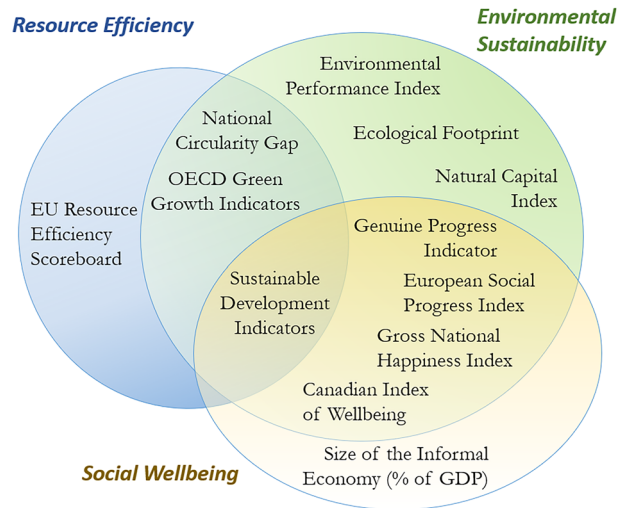 Resource Efficiency
Environmental
Sustainability
Environmental
Performance Index
National
Circularity Gap
Ecological Footprint
OECD Green
Growth Indicators
Natural Capital
Index
EU Resource
Efficiency
Scoreboard
Genuine Progress
Indicator
Sustainable
Development
Indicators
European Social
Progress Index
Gross National
Happiness Index
Canadian Index
of Wellbeing
Size of the Informal
Economy (% of GDP)
Social Wellbeing